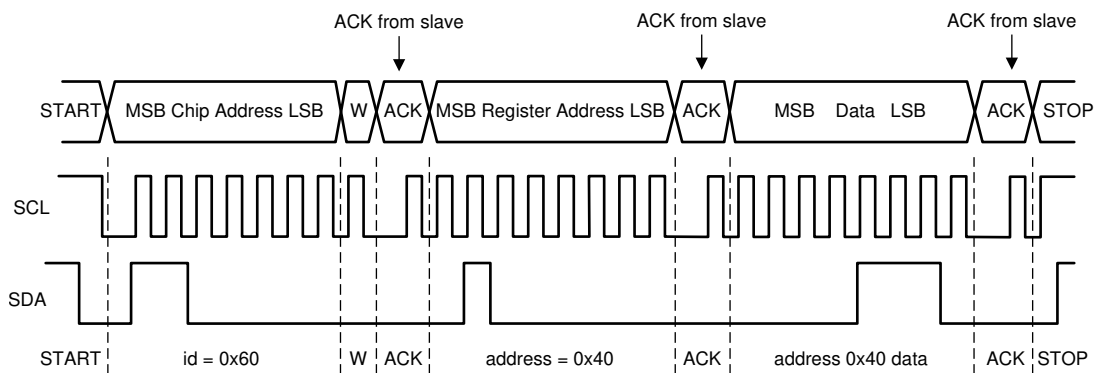 ACK from slave ACK from slave ACK from slave
START MSB Chip Address LSB W ACK MSB Register Address LSB ACK MSB Data LSB ACK STOP
SCL
SDA
START id = 0x60 W ACK address = 0x40 ACK address 0x40 data ACK STOP